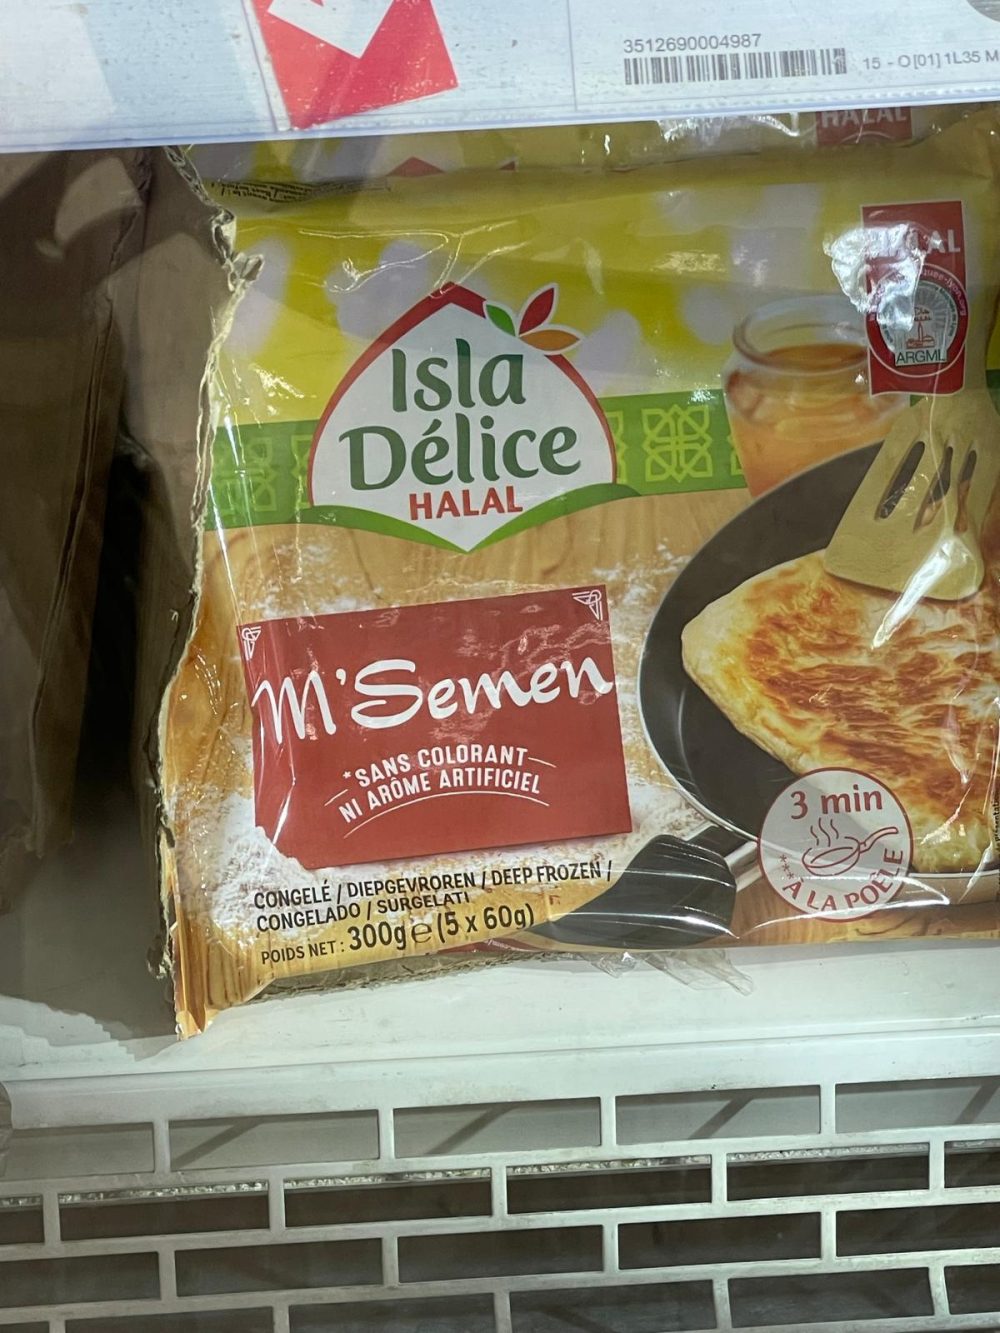 3512690004987
15 - O[01] 1L35 M
HALAL
HALAL
ARGML
Isla
Délice
HALAL
M'Semen
*SANS COLORANT
NI ARÔME ARTIFICIEL
3 min
***À LA POÊLE
CONGELÉ / DIEPGEVROREN / DEEP FROZEN /
CONGELADO / SURGELATI
POIDS NET : 300g e (5 x 60g)